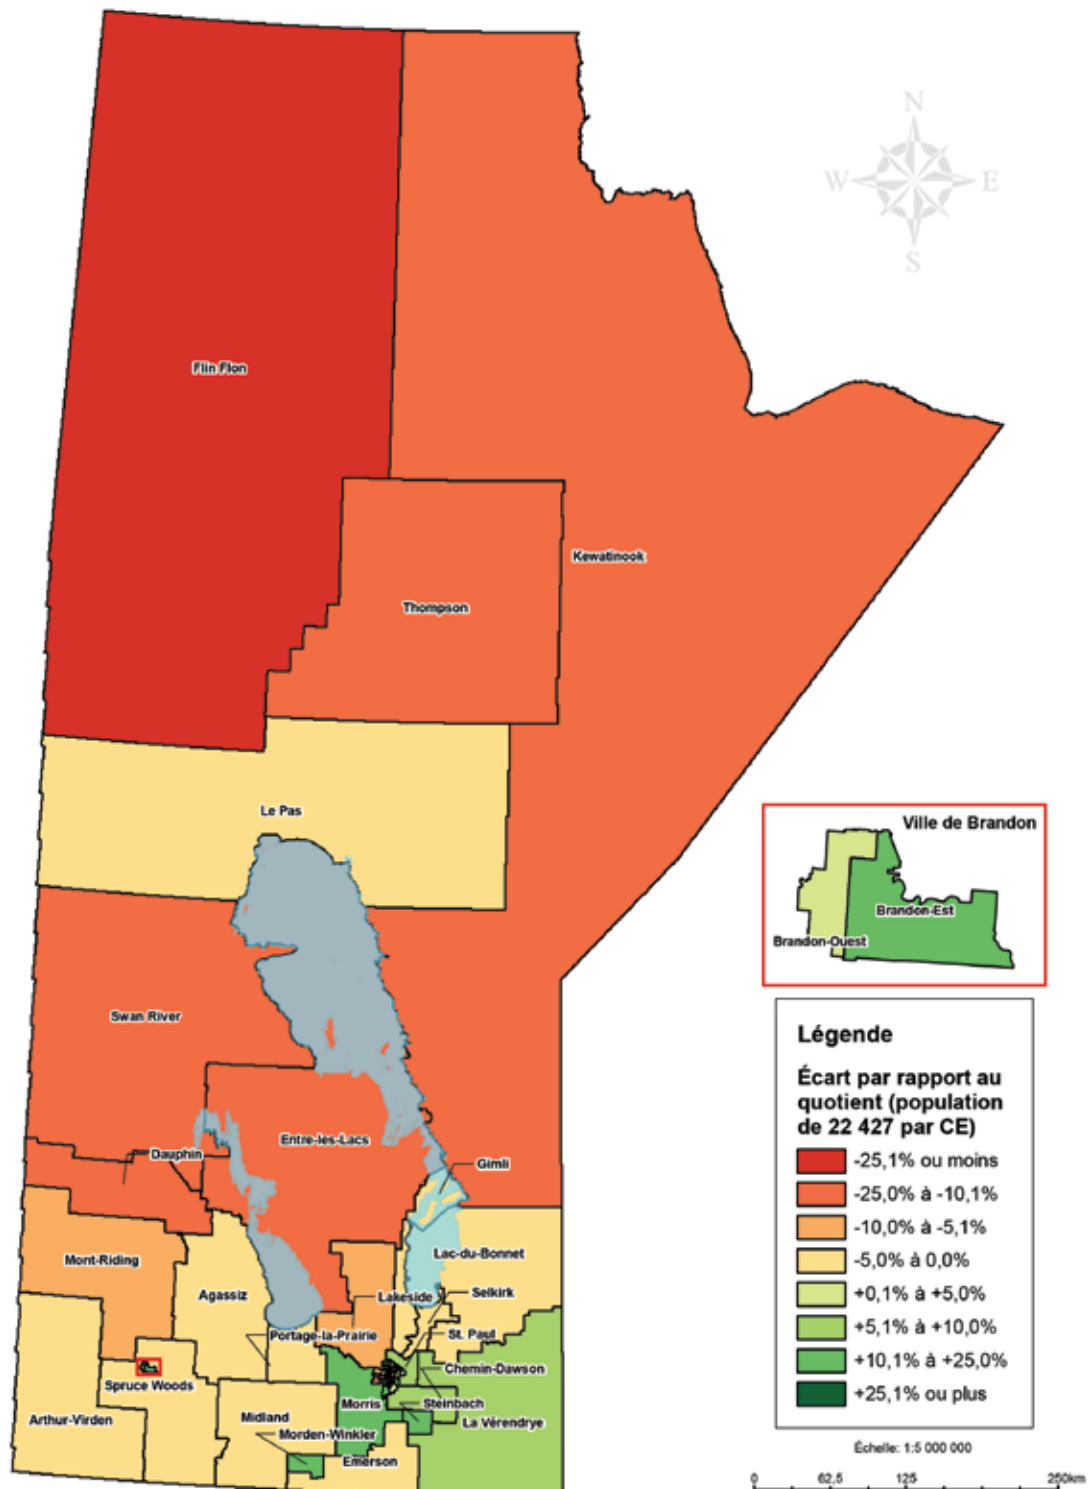 N
W
E
S
Flin Flon
Kewatinook
Thompson
Le Pas
Ville de Brandon
Brandon-Est
Brandon-Ouest
Swan River
Entre-les-Lacs
Dauphin
Gimli
Mont-Riding
Lac-du-Bonnet
Agassiz
Lakeside
Selkirk
Portage-la-Prairie
St. Paul
Chemin-Dawson
Spruce Woods
Steinbach
Arthur-Virden
Midland
Morris
La Vérendrye
Morden-Winkler
Emerson
Légende
Écart par rapport au
quotient (population
de 22 427 par CE)
-25,1% ou moins
-25,0% à -10,1%
-10,0% à -5,1%
-5,0% à 0,0%
+0,1% à +5,0%
+5,1% à +10,0%
+10,1% à +25,0%
+25,1% ou plus
Échelle: 1:5 000 000
0 62,5 125 250km